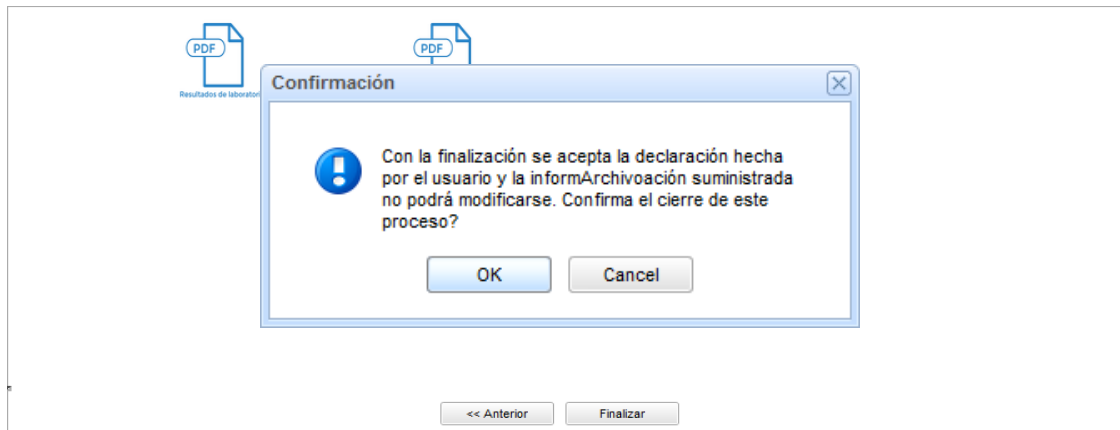 PDF
PDF
Resultados de laboratori
Confirmación
Con la finalización se acepta la declaración hecha
por el usuario y la informArchivoación suministrada
no podrá modificarse. Confirma el cierre de este
proceso?
OK
Cancel
<< Anterior
Finalizar